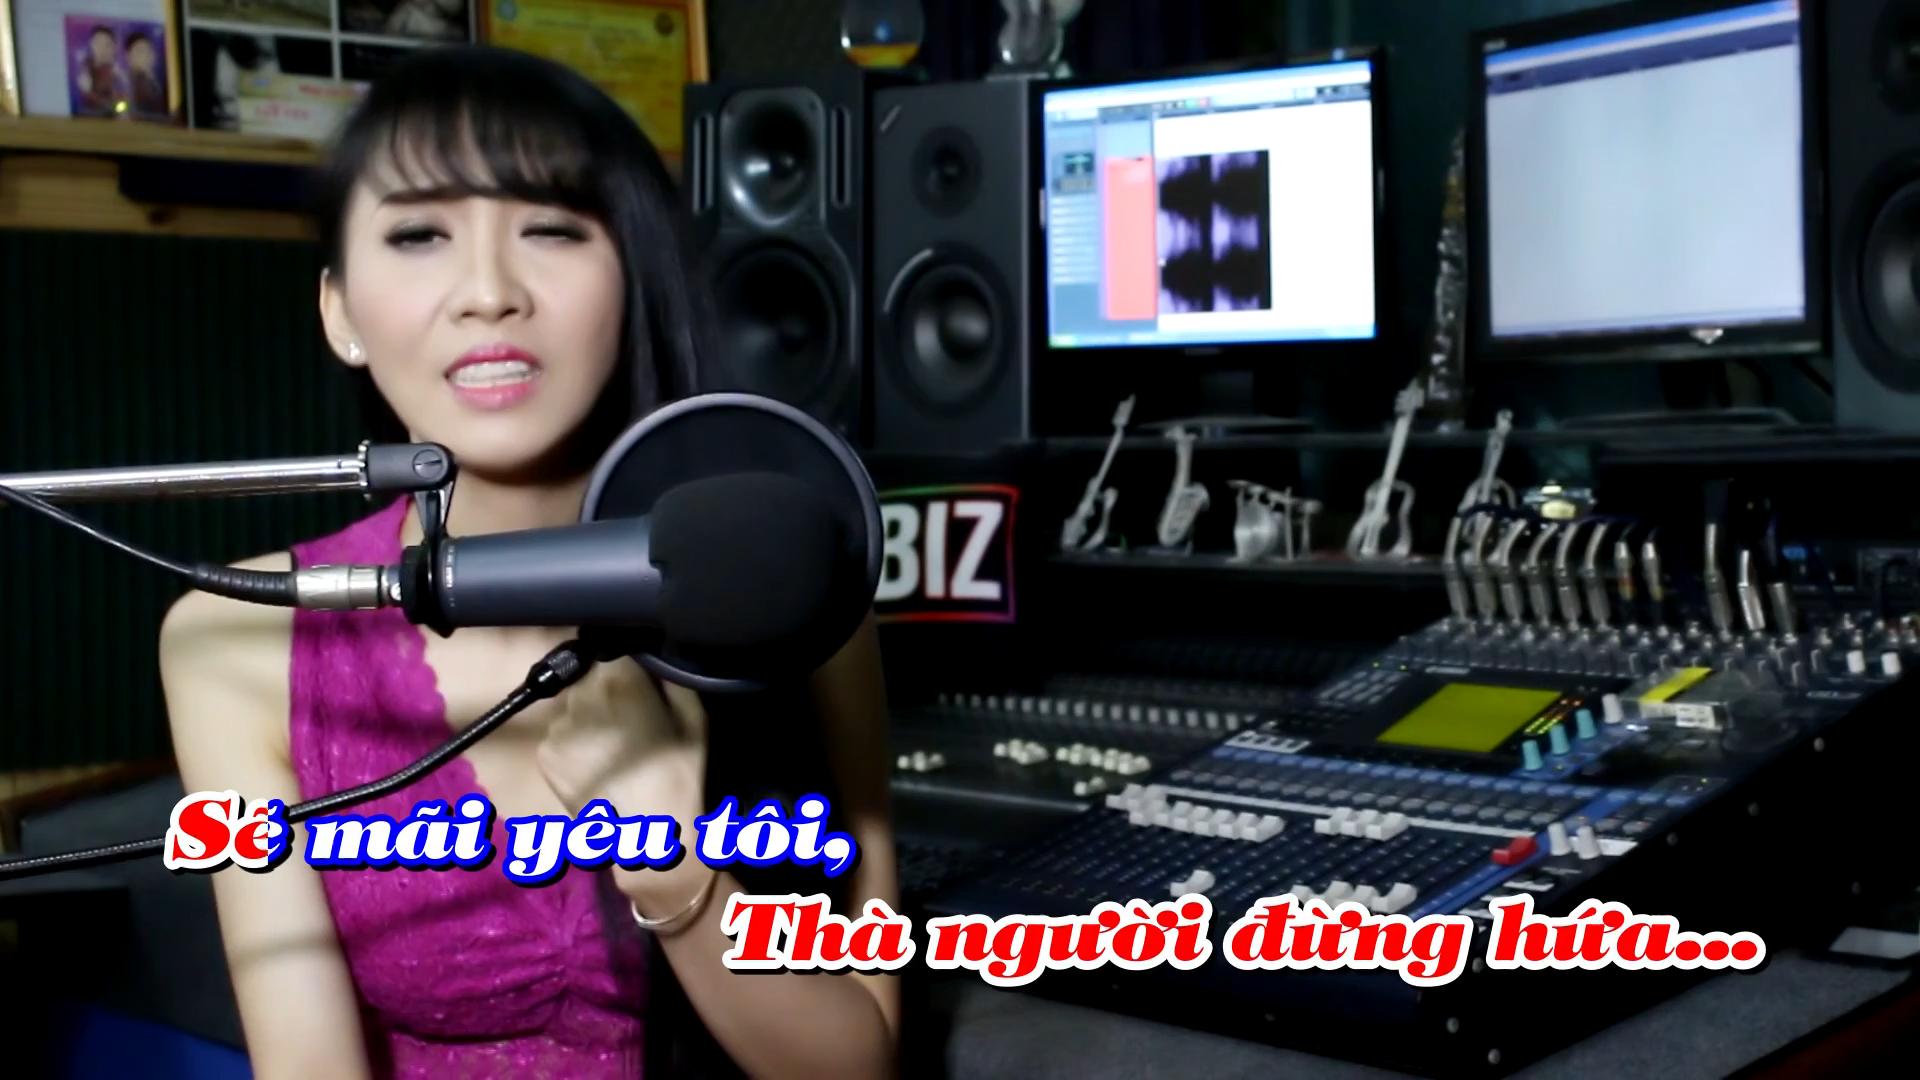 BIZ
Sẽ mãi yêu tôi,
Thà người đừng hứa...